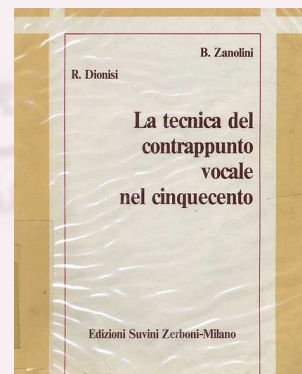 B. Zanolini
R. Dionisi
La tecnica del
contrappunto
vocale
nel cinquecento
Edizioni Suvini Zerboni-Milano